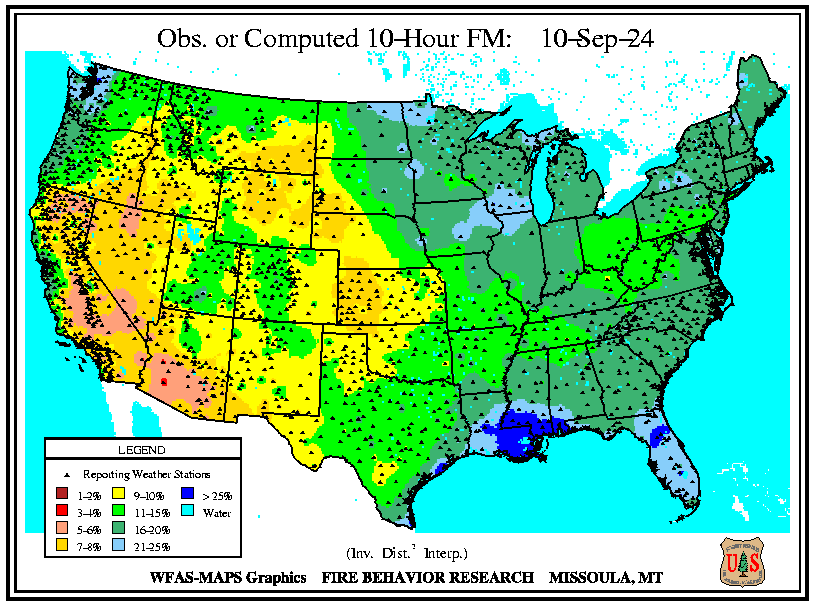 Obs. or Computed 10-Hour FM: 10-Sep-24
LEGEND
Reporting Weather Stations
1-2% 9-10% > 25%
3-4% 11-15% Water
5-6% 16-20%
7-8% 21-25%
(Inv. Dist.² Interp.)
WFAS-MAPS Graphics FIRE BEHAVIOR RESEARCH MISSOULA, MT
U S